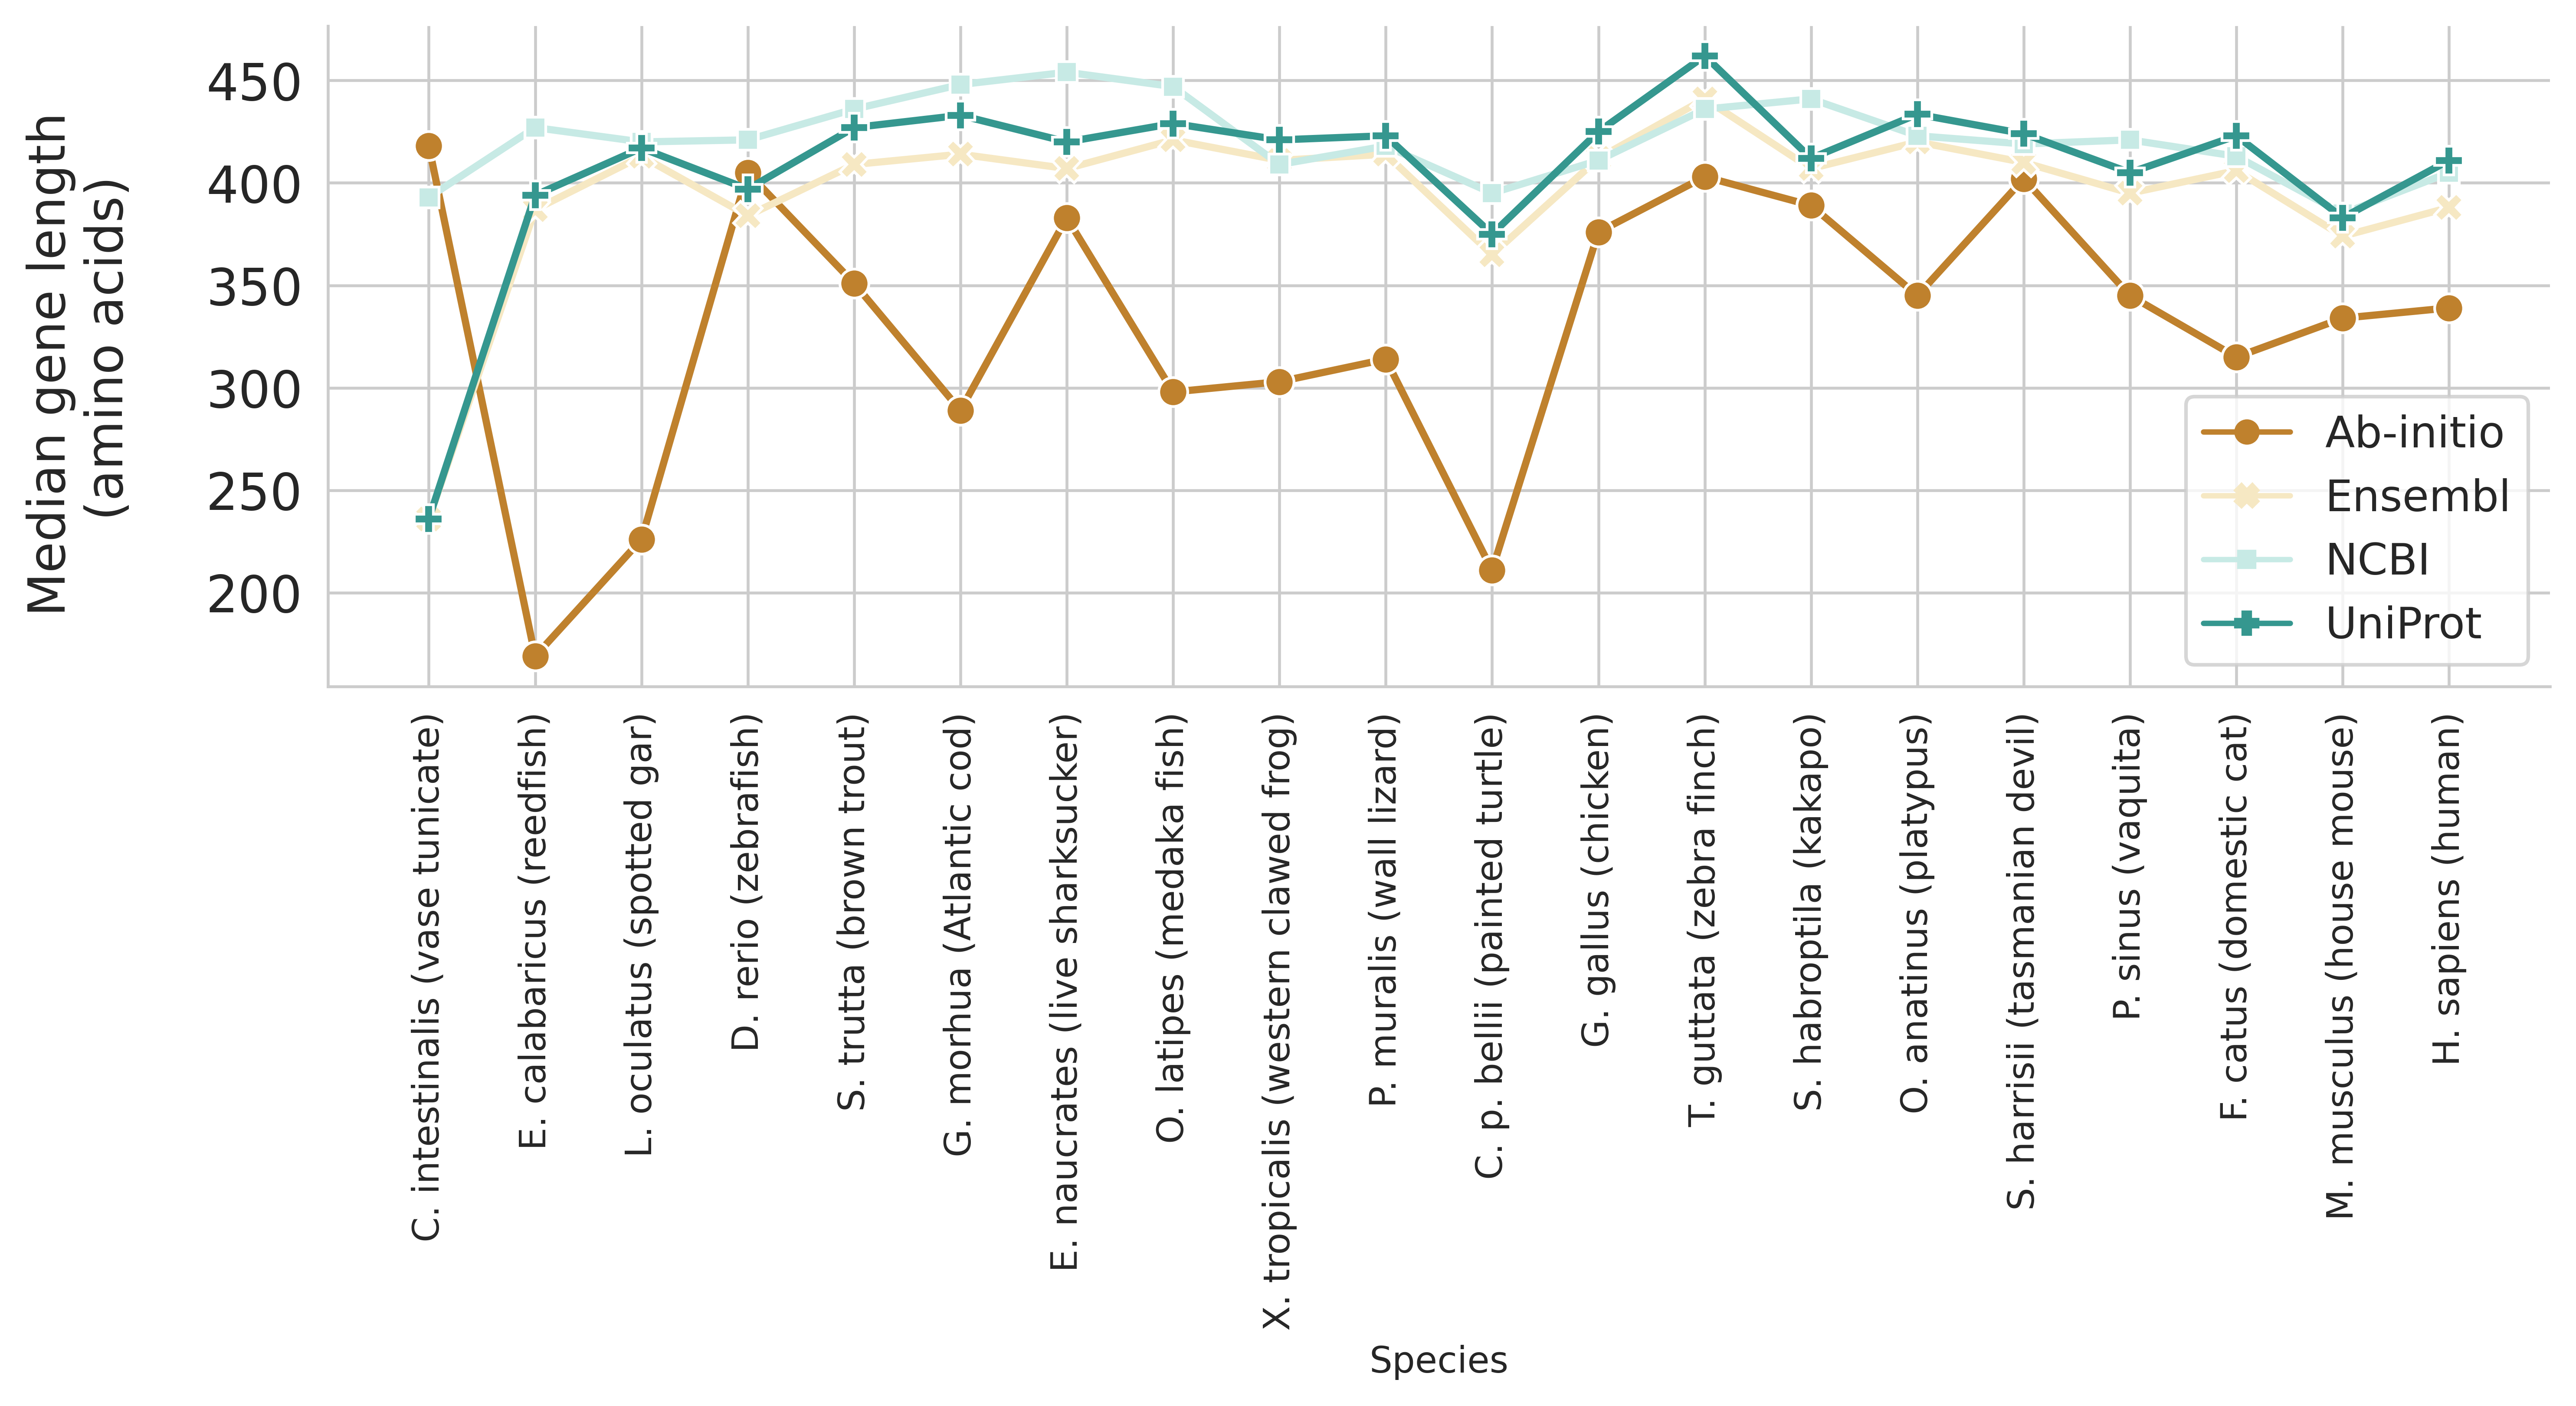 Median gene length
(amino acids)
450
400
350
300
250
200
Ab-initio
Ensembl
NCBI
UniProt
C. intestinalis (vase tunicate)
E. calabaricus (reedfish)
L. oculatus (spotted gar)
D. rerio (zebrafish)
S. trutta (brown trout)
G. morhua (Atlantic cod)
E. naucrates (live sharksucker)
O. latipes (medaka fish)
X. tropicalis (western clawed frog)
P. muralis (wall lizard)
C. p. bellii (painted turtle)
G. gallus (chicken)
T. guttata (zebra finch)
S. habroptila (kakapo)
O. anatinus (platypus)
S. harrisii (tasmanian devil)
P. sinus (vaquita)
F. catus (domestic cat)
M. musculus (house mouse)
H. sapiens (human)
Species